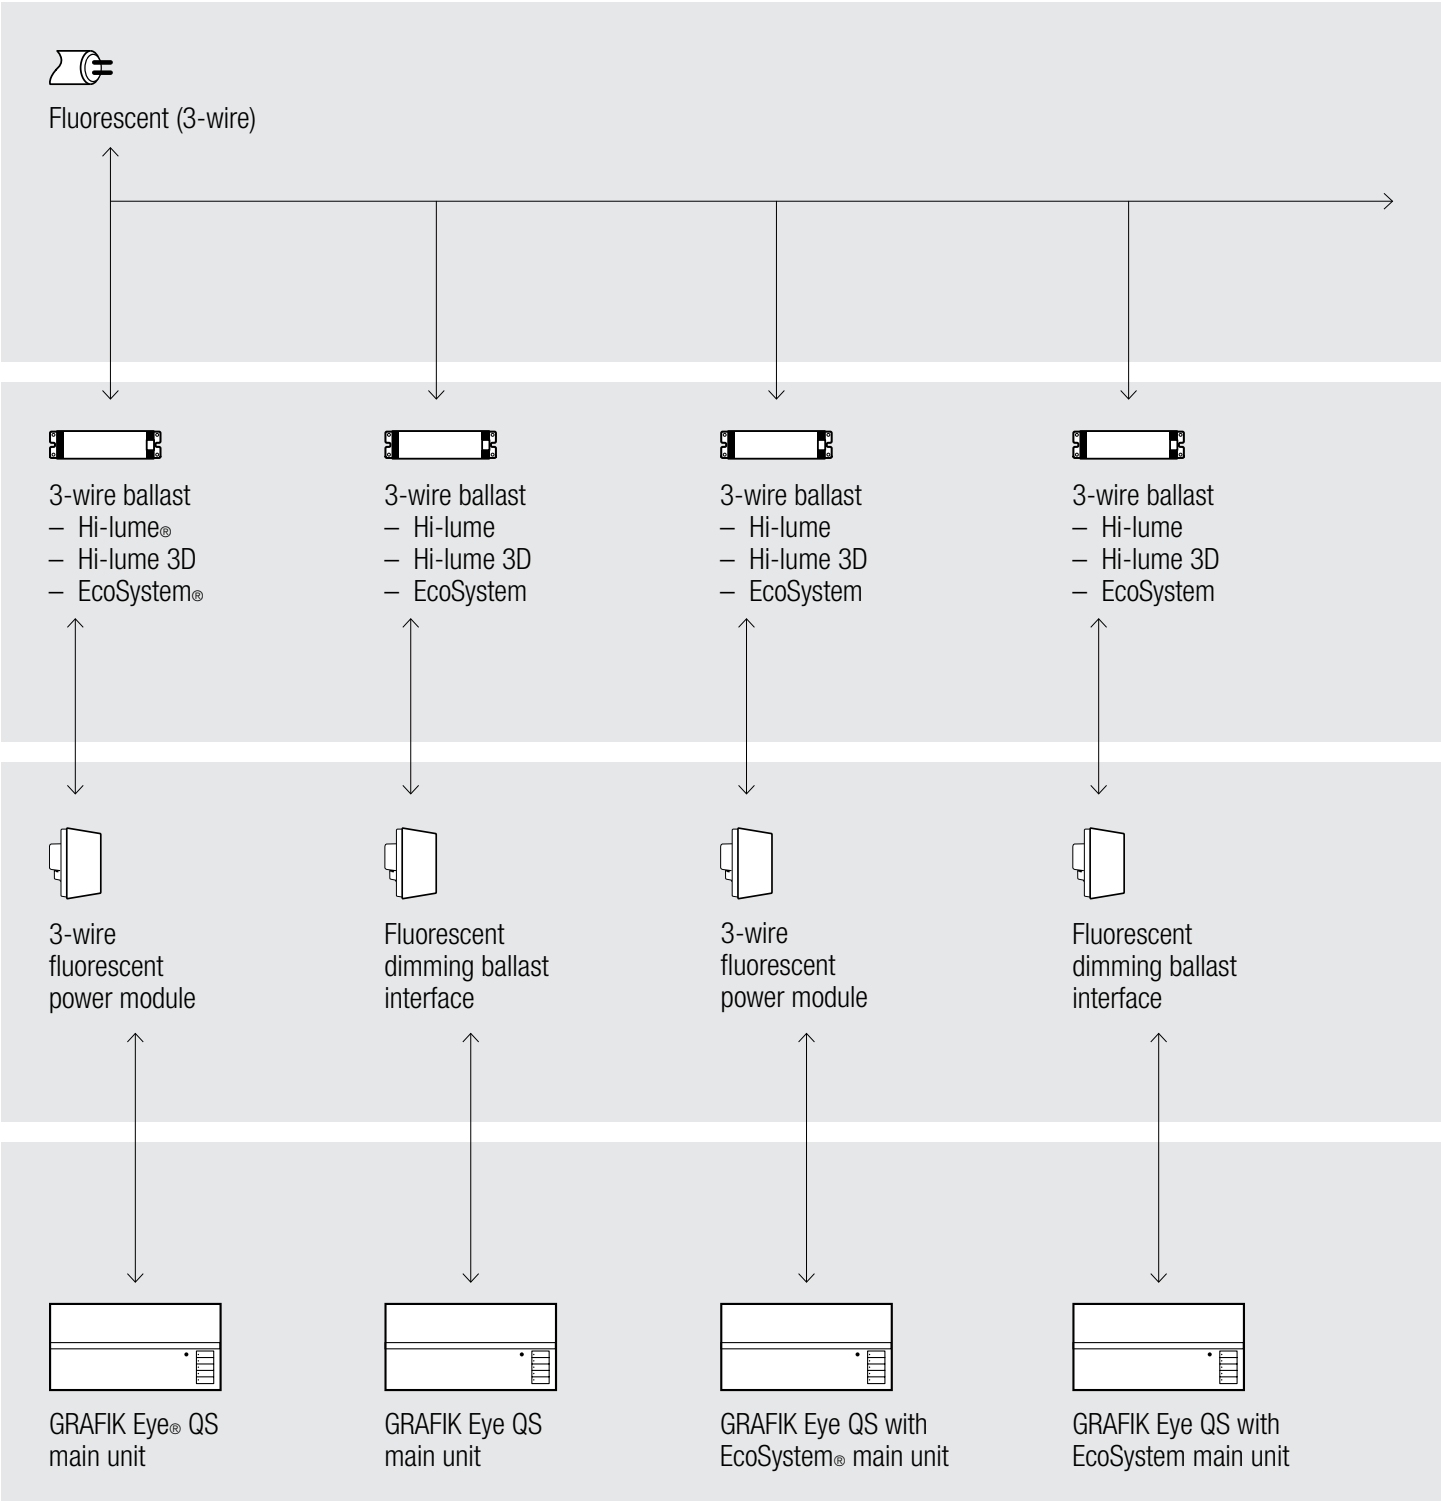 Fluorescent (3-wire)
3-wire ballast
– Hi-lume®
– Hi-lume 3D
– EcoSystem®
3-wire ballast
– Hi-lume
– Hi-lume 3D
– EcoSystem
3-wire ballast
– Hi-lume
– Hi-lume 3D
– EcoSystem
3-wire ballast
– Hi-lume
– Hi-lume 3D
– EcoSystem
3-wire
fluorescent
power module
Fluorescent
dimming ballast
interface
3-wire
fluorescent
power module
Fluorescent
dimming ballast
interface
GRAFIK Eye® QS
main unit
GRAFIK Eye QS
main unit
GRAFIK Eye QS with
EcoSystem® main unit
GRAFIK Eye QS with
EcoSystem main unit